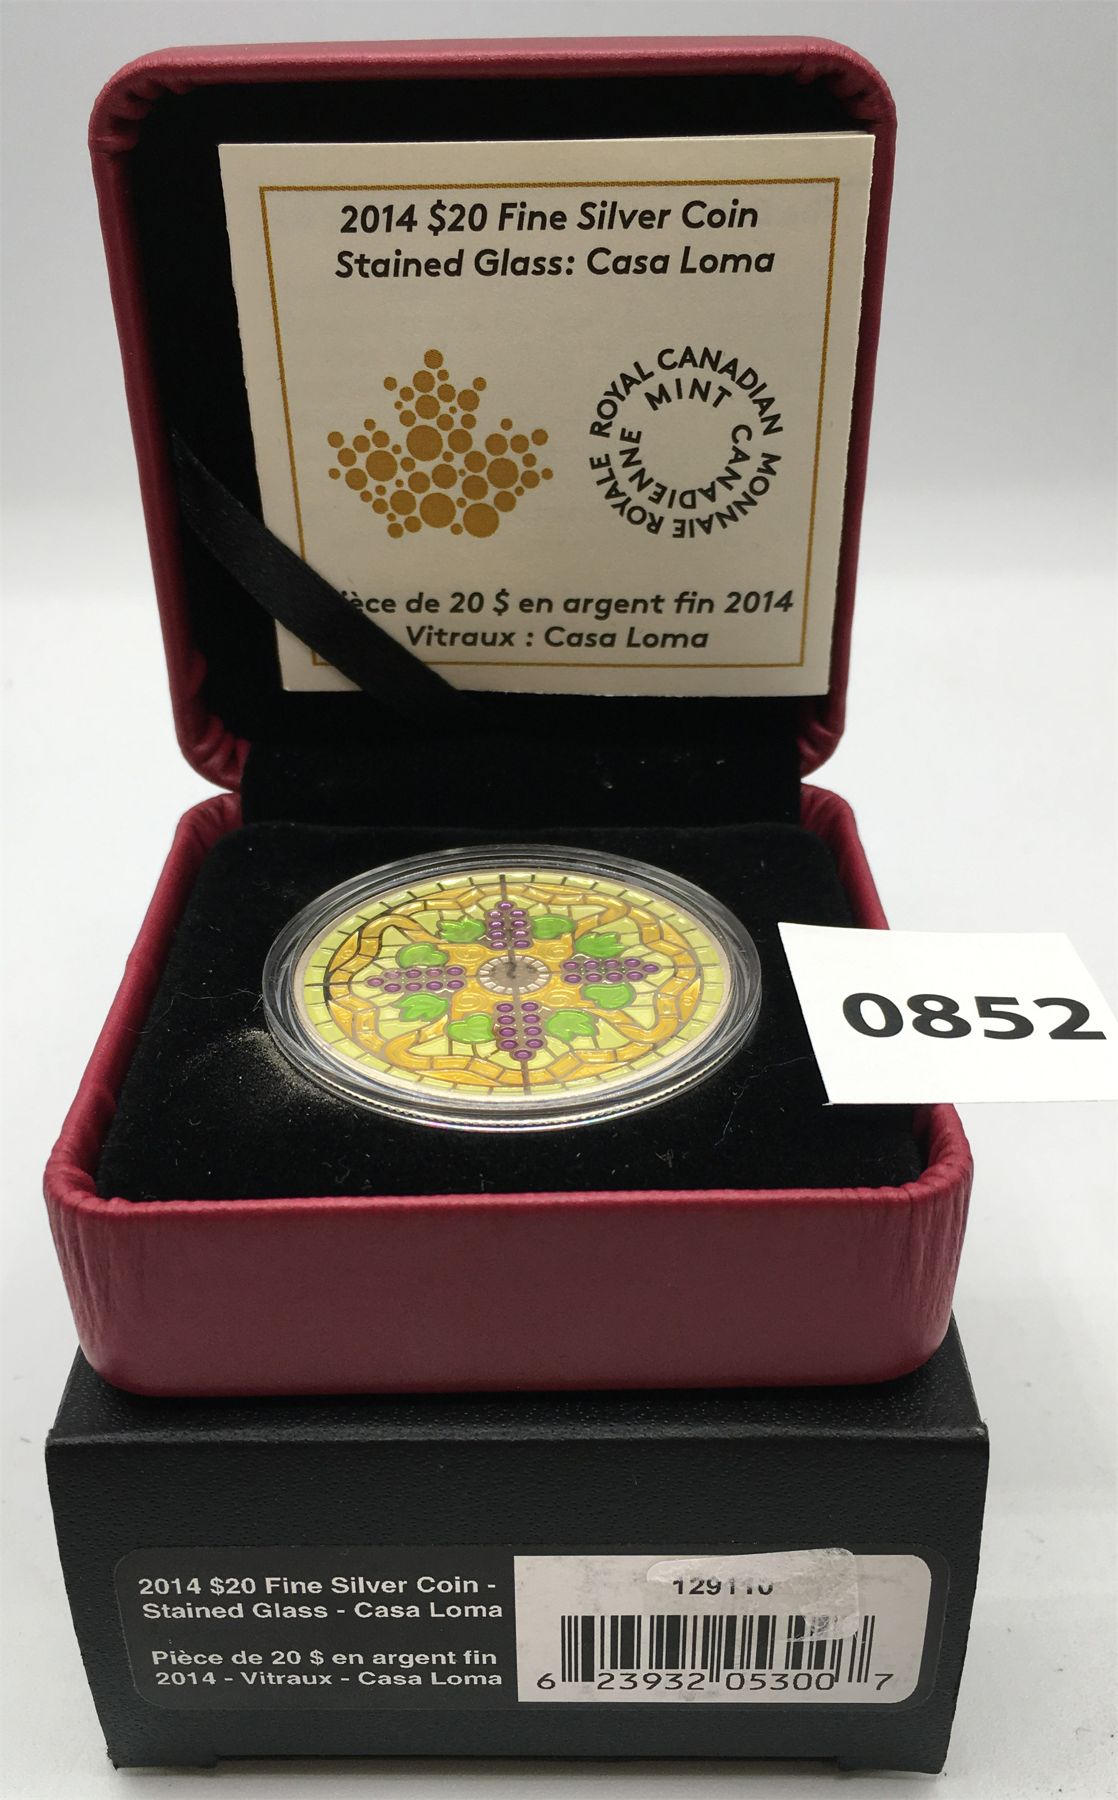 2014 $20 Fine Silver Coin
Stained Glass: Casa Loma
ROYAL CANADIAN MINT
MONNAIE ROYALE CANADIENNE
de 20 $ en argent fin 2014
Vitraux : Casa Loma
0852
2014 $20 Fine Silver Coin -
Stained Glass - Casa Loma
Pièce de 20 $ en argent fin
2014 - Vitraux - Casa Loma
129110
6 23932 05300 7